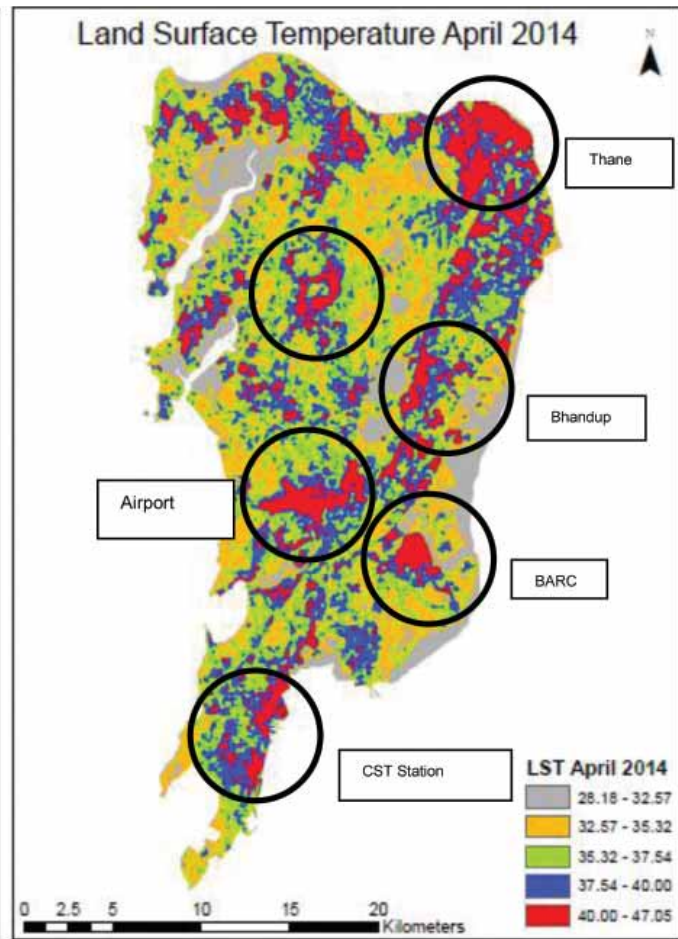 Land Surface Temperature April 2014
N
Thane
Bhandup
Airport
BARC
CST Station
LST April 2014
28.18 - 32.57
32.57 - 35.32
35.32 - 37.54
37.54 - 40.00
40.00 - 47.05
0 2.5 5 10 15 20
Kilometers